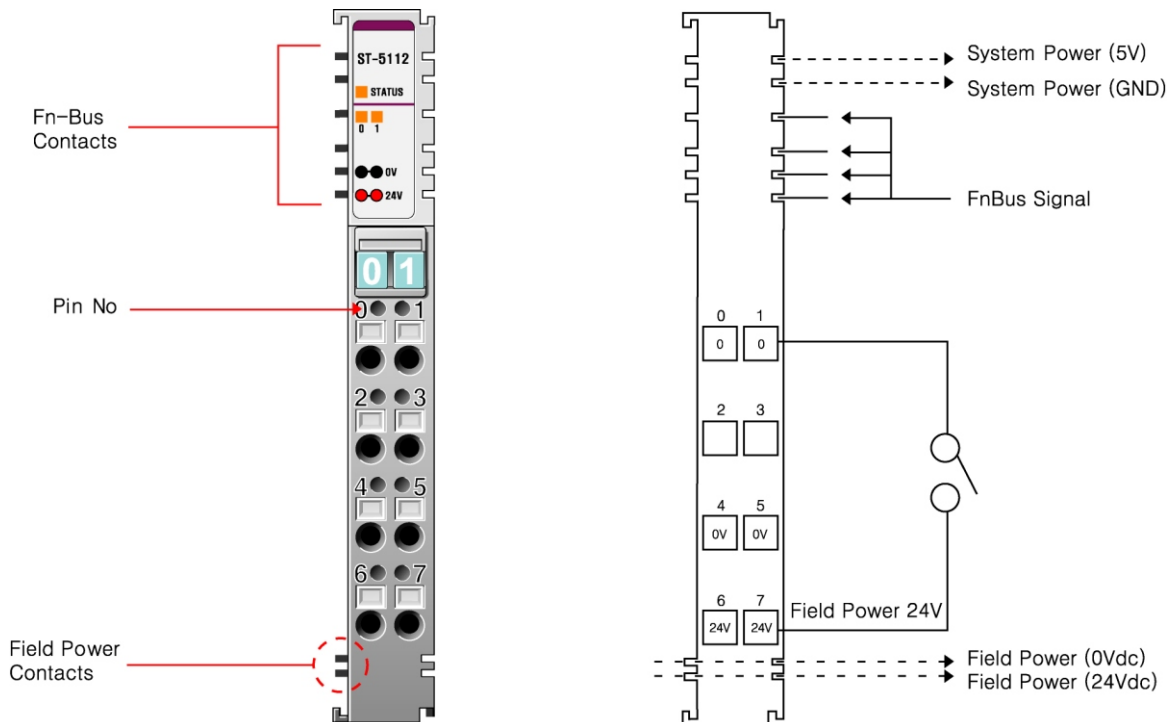 Fn-Bus
Contacts
Pin No
Field Power
Contacts
ST-5112
STATUS
0 1
0V
24V
0 1
0 1
2 3
4 5
6 7
System Power (5V)
System Power (GND)
FnBus Signal
0 1
0 0
2 3
4 5
0V 0V
6 7
24V 24V
Field Power 24V
Field Power (0Vdc)
Field Power (24Vdc)